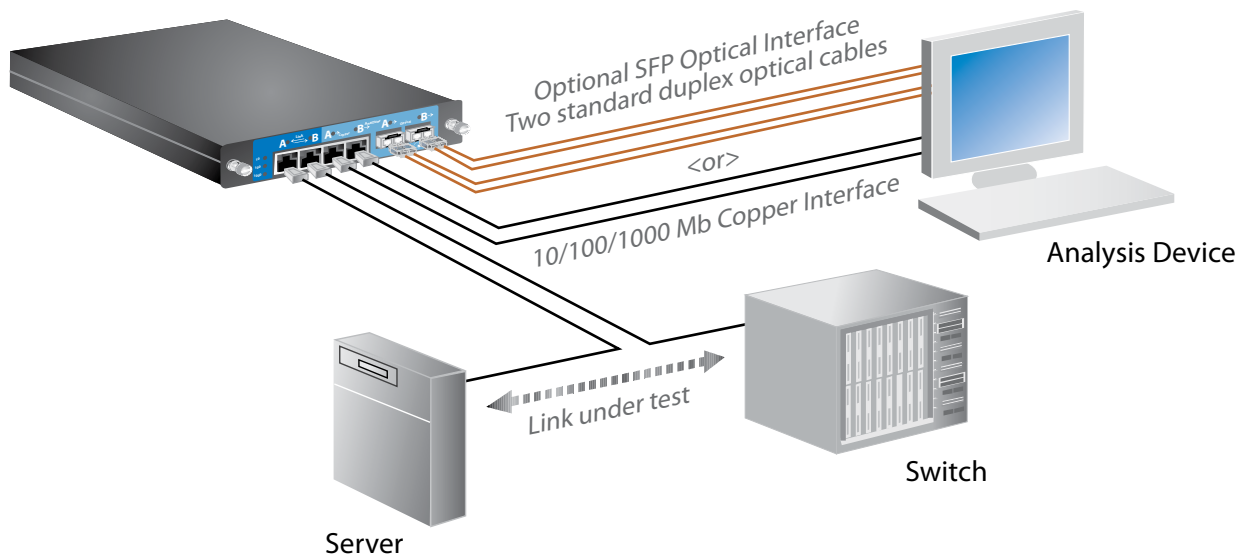 Optional SFP Optical Interface
Two standard duplex optical cables
<or>
10/100/1000 Mb Copper Interface
Analysis Device
A B A B A B
Link under test
Switch
Server